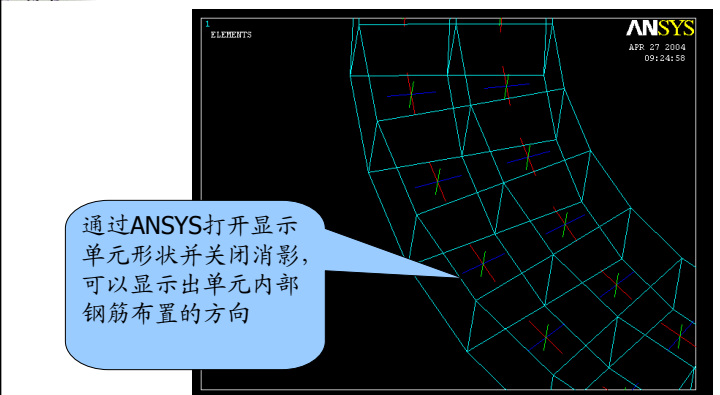 1
ELEMENTS
ANSYS
APR 27 2004
09:24:58
通过ANSYS打开显示
单元形状并关闭消影,
可以显示出单元内部
钢筋布置的方向